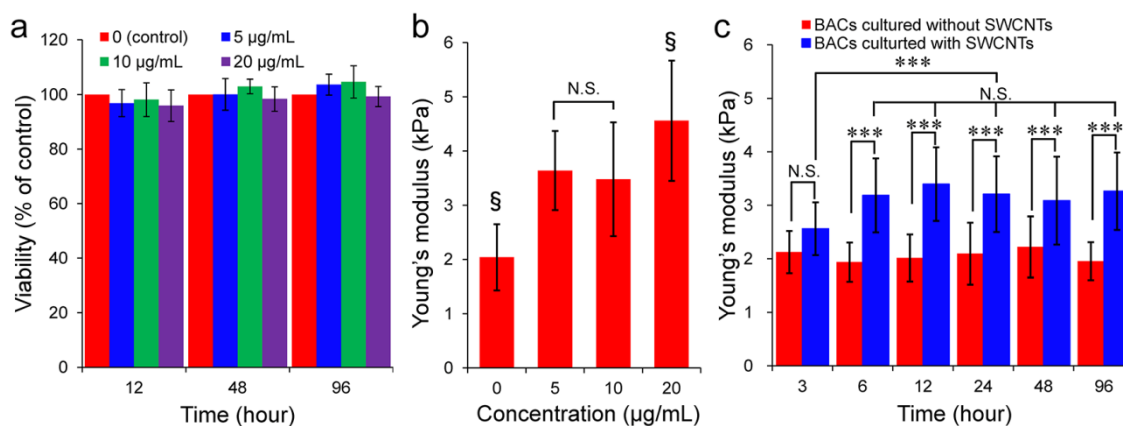 a
0 (control)
5 µg/mL
10 µg/mL
20 µg/mL
Viability (% of control)
120
100
80
60
40
20
0
12
48
96
Time (hour)
b
Young's modulus (kPa)
6
5
4
3
2
1
0
§
N.S.
§
0
5
10
20
Concentration (µg/mL)
c
BACs cultured without SWCNTs
BACs culturted with SWCNTs
Young's modulus (kPa)
6
5
4
3
2
1
0
***
N.S.
N.S.
***
***
***
***
***
3
6
12
24
48
96
Time (hour)